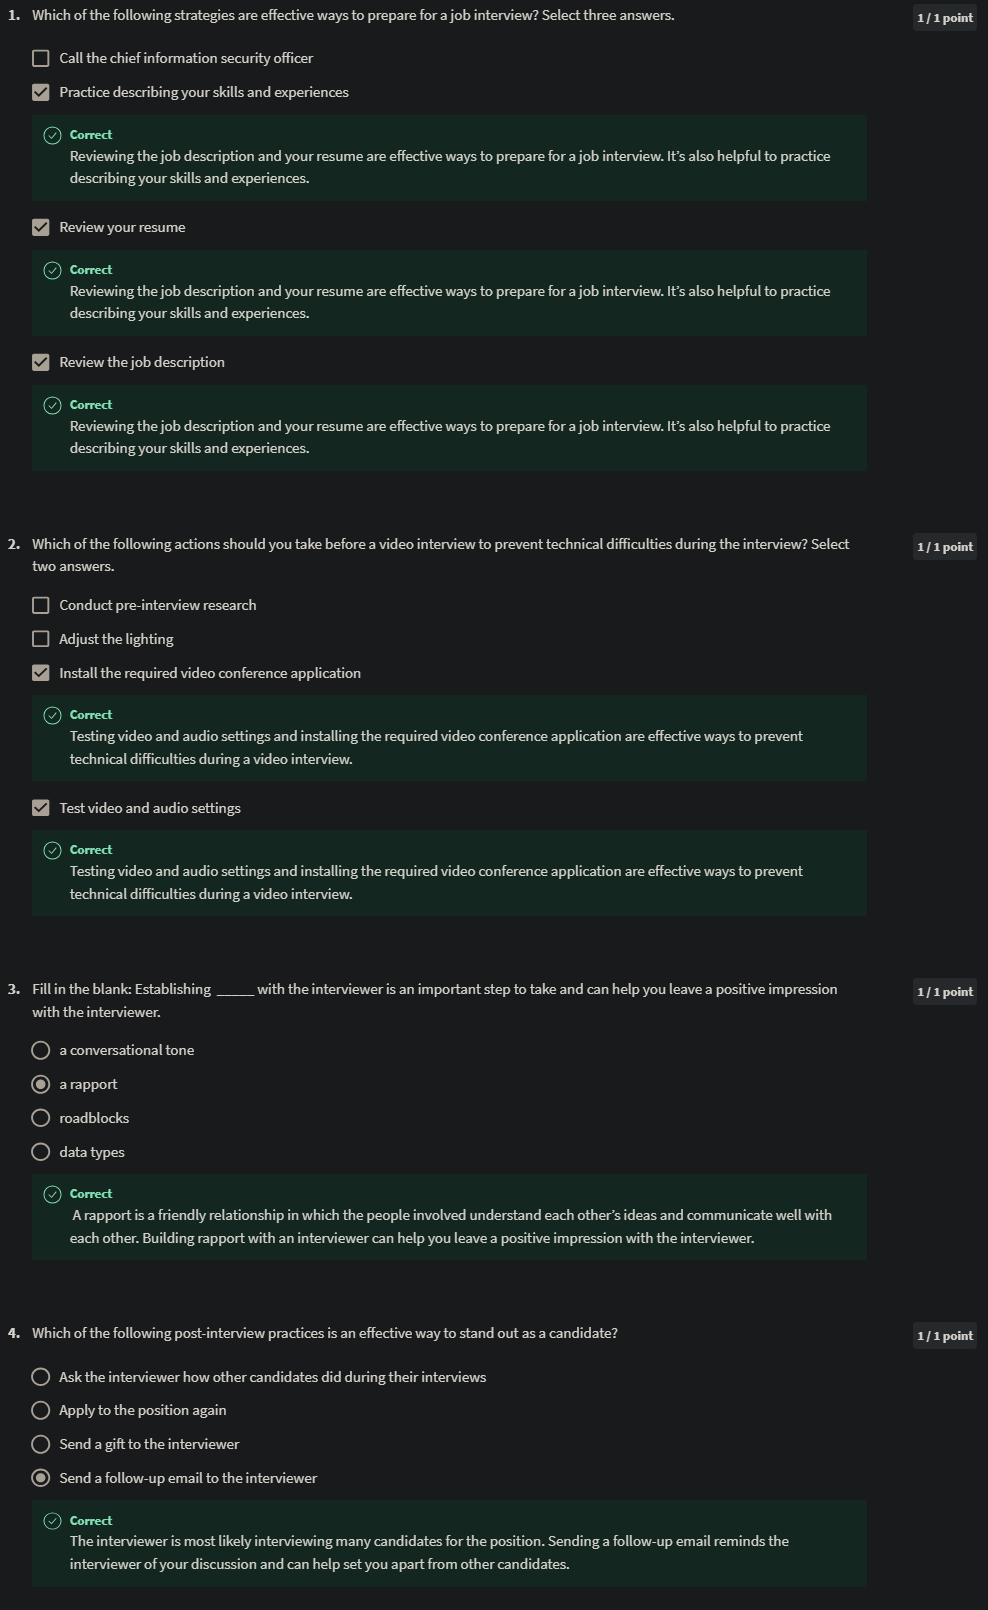 1. Which of the following strategies are effective ways to prepare for a job interview? Select three answers.
1 / 1 point
Call the chief information security officer
Practice describing your skills and experiences
Correct
Reviewing the job description and your resume are effective ways to prepare for a job interview. It’s also helpful to practice
describing your skills and experiences.
Review your resume
Correct
Reviewing the job description and your resume are effective ways to prepare for a job interview. It’s also helpful to practice
describing your skills and experiences.
Review the job description
Correct
Reviewing the job description and your resume are effective ways to prepare for a job interview. It’s also helpful to practice
describing your skills and experiences.
2. Which of the following actions should you take before a video interview to prevent technical difficulties during the interview? Select
two answers.
1 / 1 point
Conduct pre-interview research
Adjust the lighting
Install the required video conference application
Correct
Testing video and audio settings and installing the required video conference application are effective ways to prevent
technical difficulties during a video interview.
Test video and audio settings
Correct
Testing video and audio settings and installing the required video conference application are effective ways to prevent
technical difficulties during a video interview.
3. Fill in the blank: Establishing _____ with the interviewer is an important step to take and can help you leave a positive impression
with the interviewer.
1 / 1 point
a conversational tone
a rapport
roadblocks
data types
Correct
A rapport is a friendly relationship in which the people involved understand each other’s ideas and communicate well with
each other. Building rapport with an interviewer can help you leave a positive impression with the interviewer.
4. Which of the following post-interview practices is an effective way to stand out as a candidate?
1 / 1 point
Ask the interviewer how other candidates did during their interviews
Apply to the position again
Send a gift to the interviewer
Send a follow-up email to the interviewer
Correct
The interviewer is most likely interviewing many candidates for the position. Sending a follow-up email reminds the
interviewer of your discussion and can help set you apart from other candidates.